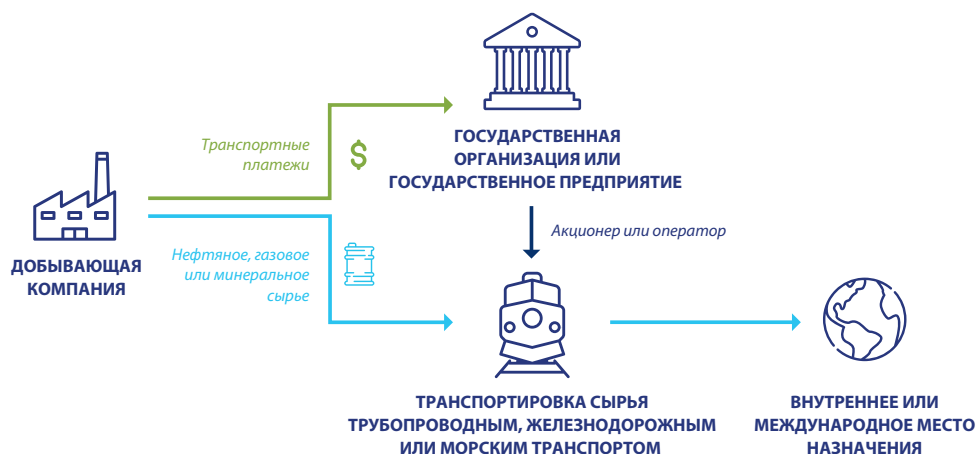 ГОСУДАРСТВЕННАЯ
ОРГАНИЗАЦИЯ ИЛИ
ГОСУДАРСТВЕННОЕ ПРЕДПРИЯТИЕ
Транспортные
платежи
$
ДОБЫВАЮЩАЯ
КОМПАНИЯ
Акционер или оператор
Нефтяное, газовое
или минеральное
сырье
ТРАНСПОРТИРОВКА СЫРЬЯ
ТРУБОПРОВОДНЫМ, ЖЕЛЕЗНОДОРОЖНЫМ
ИЛИ МОРСКИМ ТРАНСПОРТОМ
ВНУТРЕННЕЕ ИЛИ
МЕЖДУНАРОДНОЕ МЕСТО
НАЗНАЧЕНИЯ